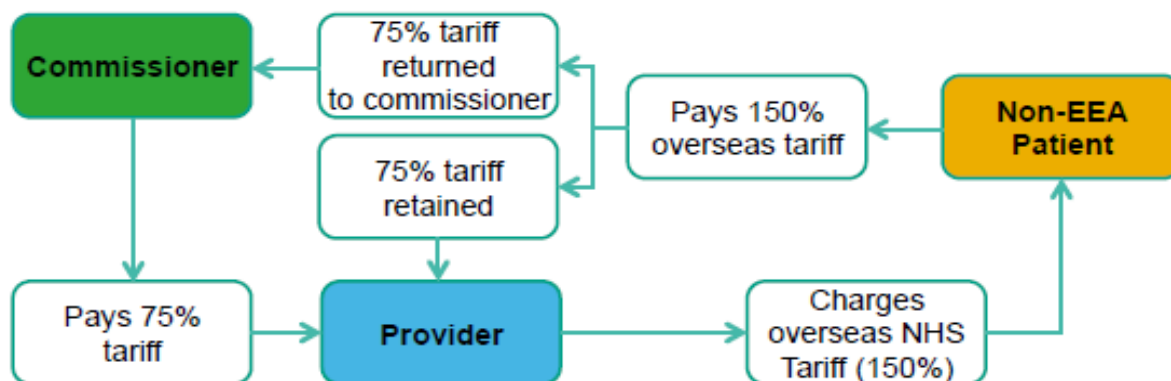 Commissioner
75% tariff
returned
to commissioner
Pays 150%
overseas tariff
Non-EEA
Patient
75% tariff
retained
Pays 75%
tariff
Provider
Charges
overseas NHS
Tariff (150%)